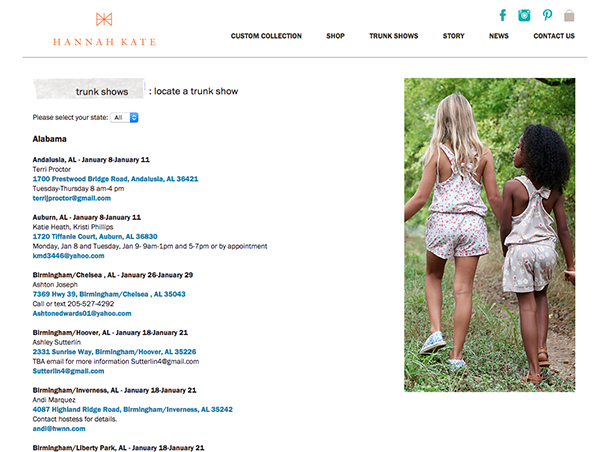 HANNAH KATE
CUSTOM COLLECTION SHOP TRUNK SHOWS STORY NEWS CONTACT US
trunk shows : locate a trunk show
Please select your state: All
Alabama
Andalusia, AL - January 8-January 11
Terri Proctor
1700 Prestwood Bridge Road, Andalusia, AL 36421
Tuesday-Thursday 8 am-4 pm
terrijproctor@gmail.com
Auburn, AL - January 8-January 11
Katie Heath, Kristi Phillips
1720 Tiffanie Court, Auburn, AL 36830
Monday, Jan 8 and Tuesday, Jan 9- 9am-1pm and 5-7pm or by appointment
kmd3446@yahoo.com
Birmingham/Chelsea , AL - January 26-January 29
Ashton Joseph
7369 Hwy 39, Birmingham/Chelsea , AL 35043
Call or text 205-527-4292
Ashtonedwards01@yahoo.com
Birmingham/Hoover, AL - January 18-January 21
Ashley Sutterlin
2331 Sunrise Way, Birmingham/Hoover, AL 35226
TBA email for more information Sutterlin4@gmail.com
Sutterlin4@gmail.com
Birmingham/Inverness, AL - January 18-January 21
Andi Marquez
4087 Highland Ridge Road, Birmingham/Inverness, AL 35242
Contact hostess for details.
andi@hwnn.com
Birmingham/Liberty Park, AL - January 18-January 21